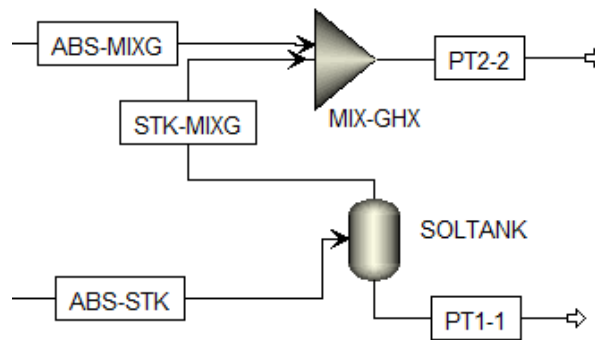 ABS-MIXG
PT2-2
MIX-GHX
STK-MIXG
SOLTANK
ABS-STK
PT1-1